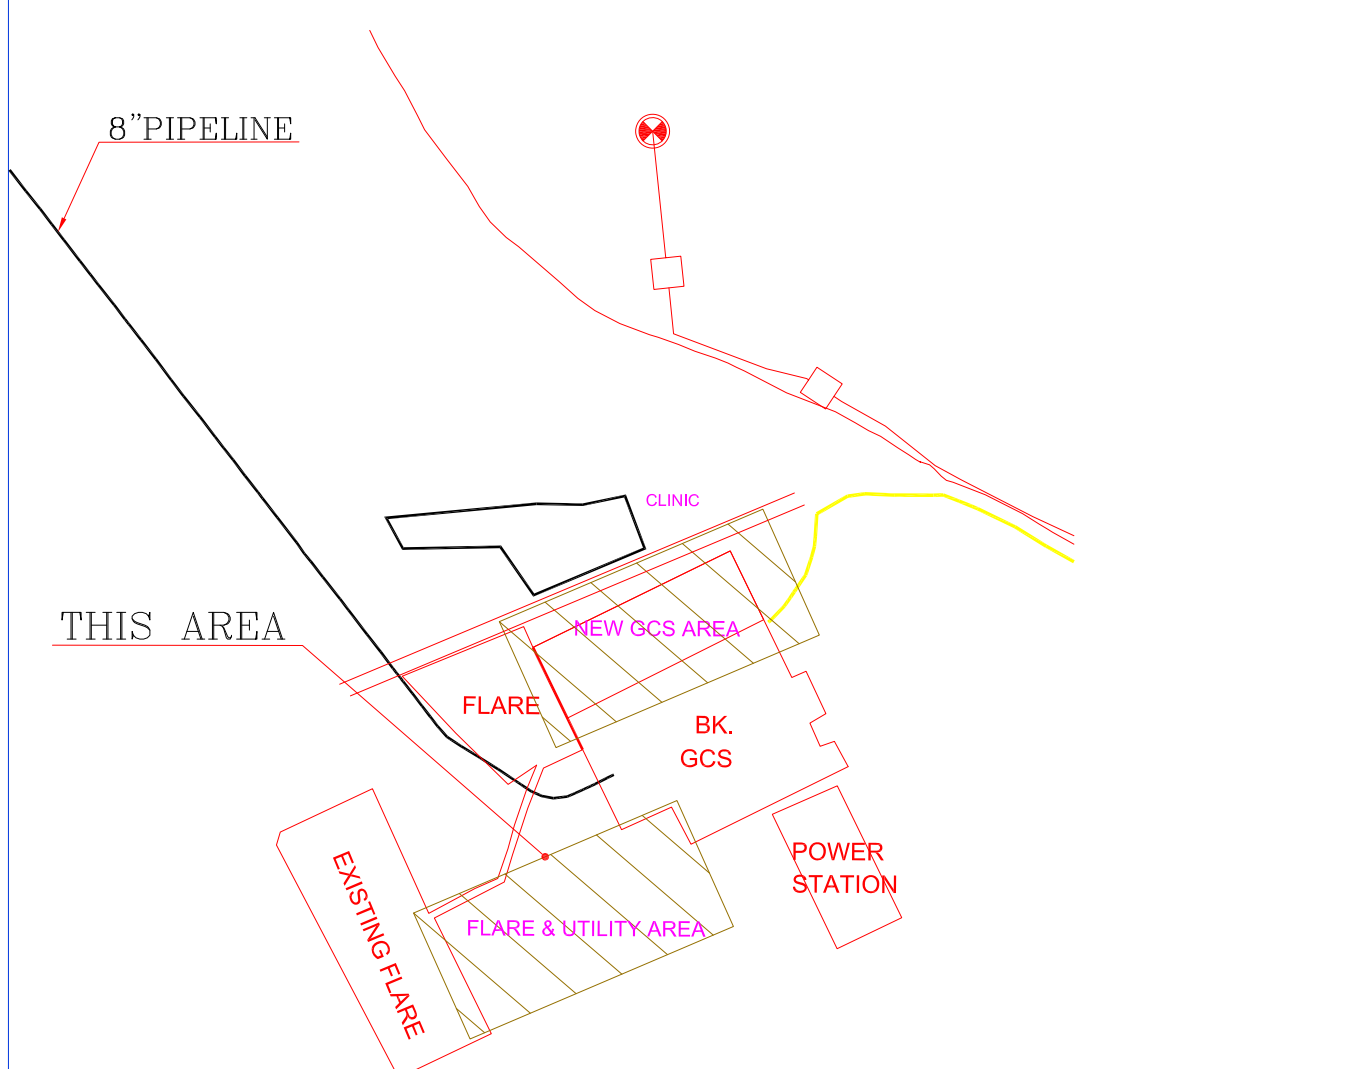 8"PIPELINE
CLINIC
THIS AREA
NEW GCS AREA
FLARE
BK.
GCS
POWER
STATION
EXISTING FLARE
FLARE & UTILITY AREA